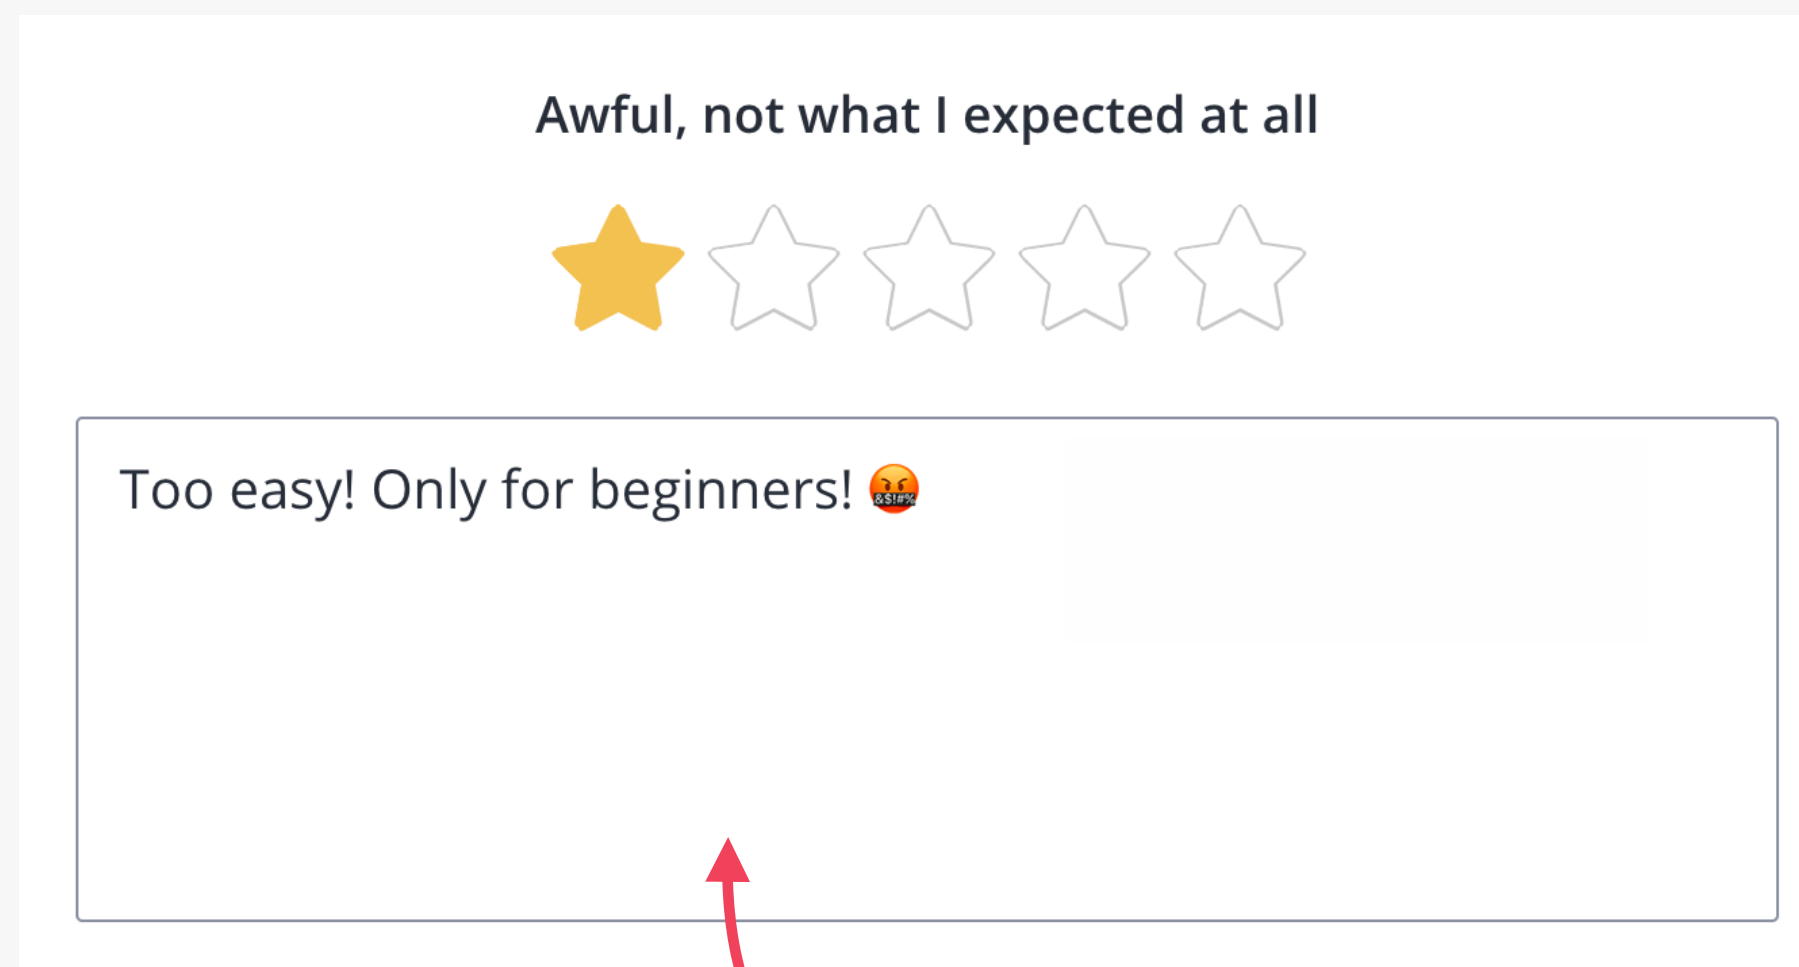 Awful, not what I expected at all
Too easy! Only for beginners! 🤬